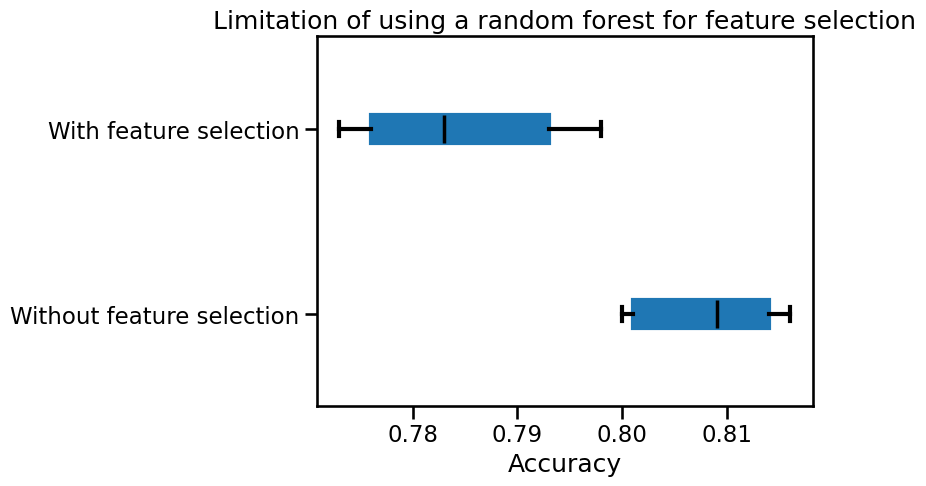 Limitation of using a random forest for feature selection
With feature selection
Without feature selection
0.78 0.79 0.80 0.81
Accuracy